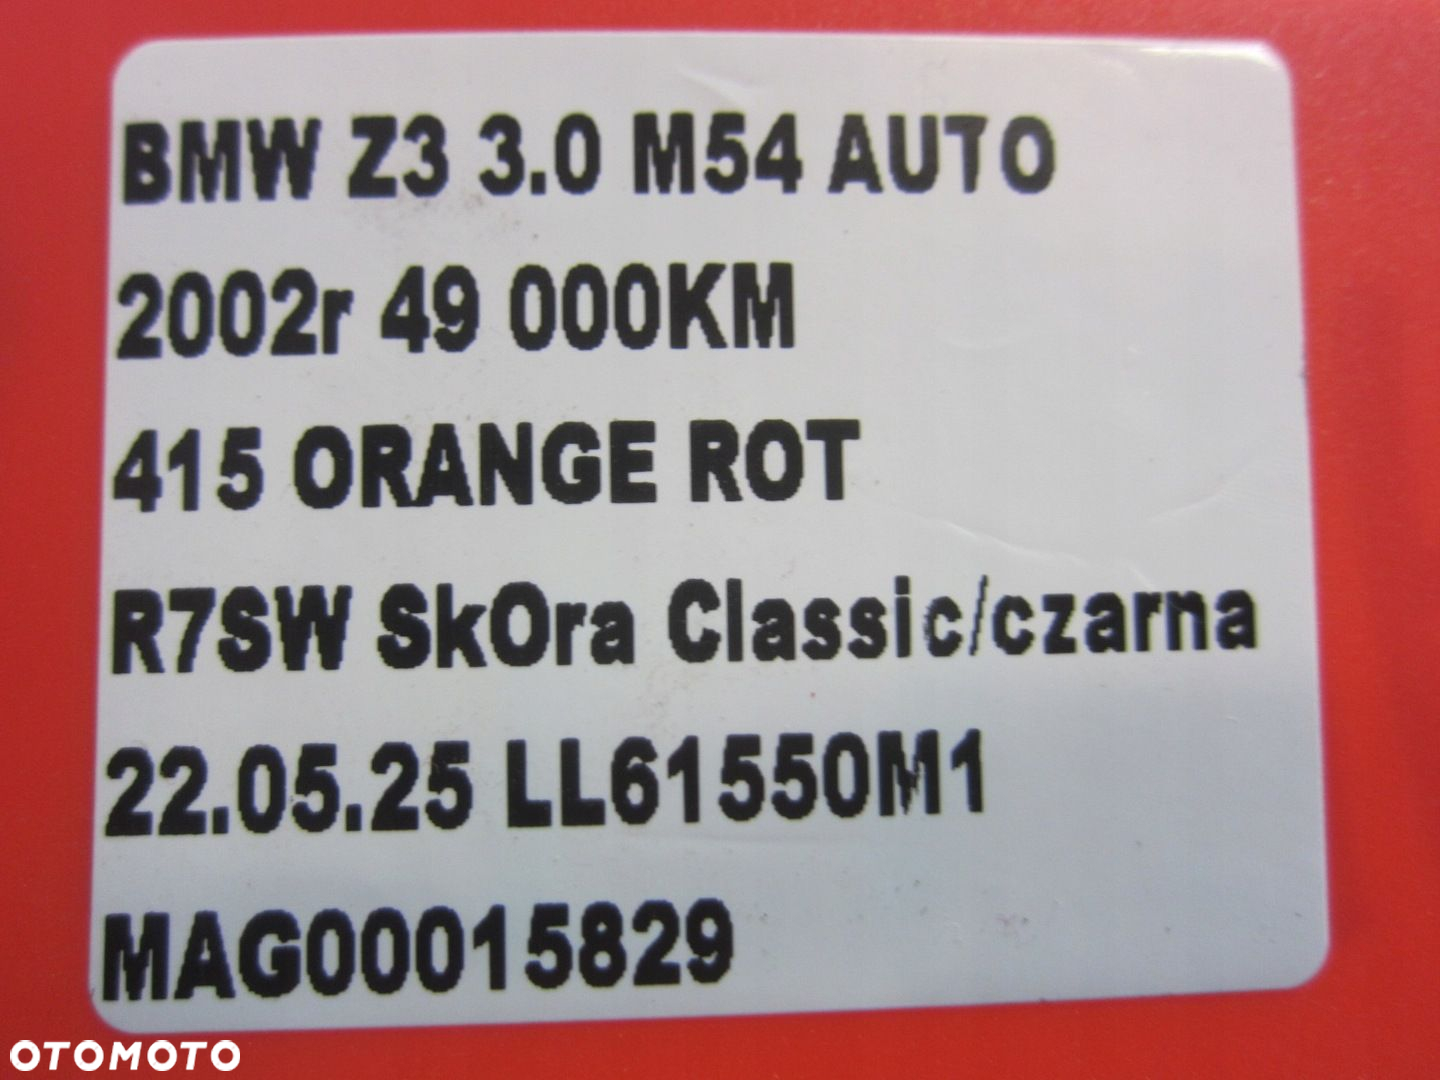 BMW Z3 3.0 M54 AUTO
2002r 49 000KM
415 ORANGE ROT
R7SW SkOra Classic/czarna
22.05.25 LL61550M1
MAG00015829
OTOMOTO